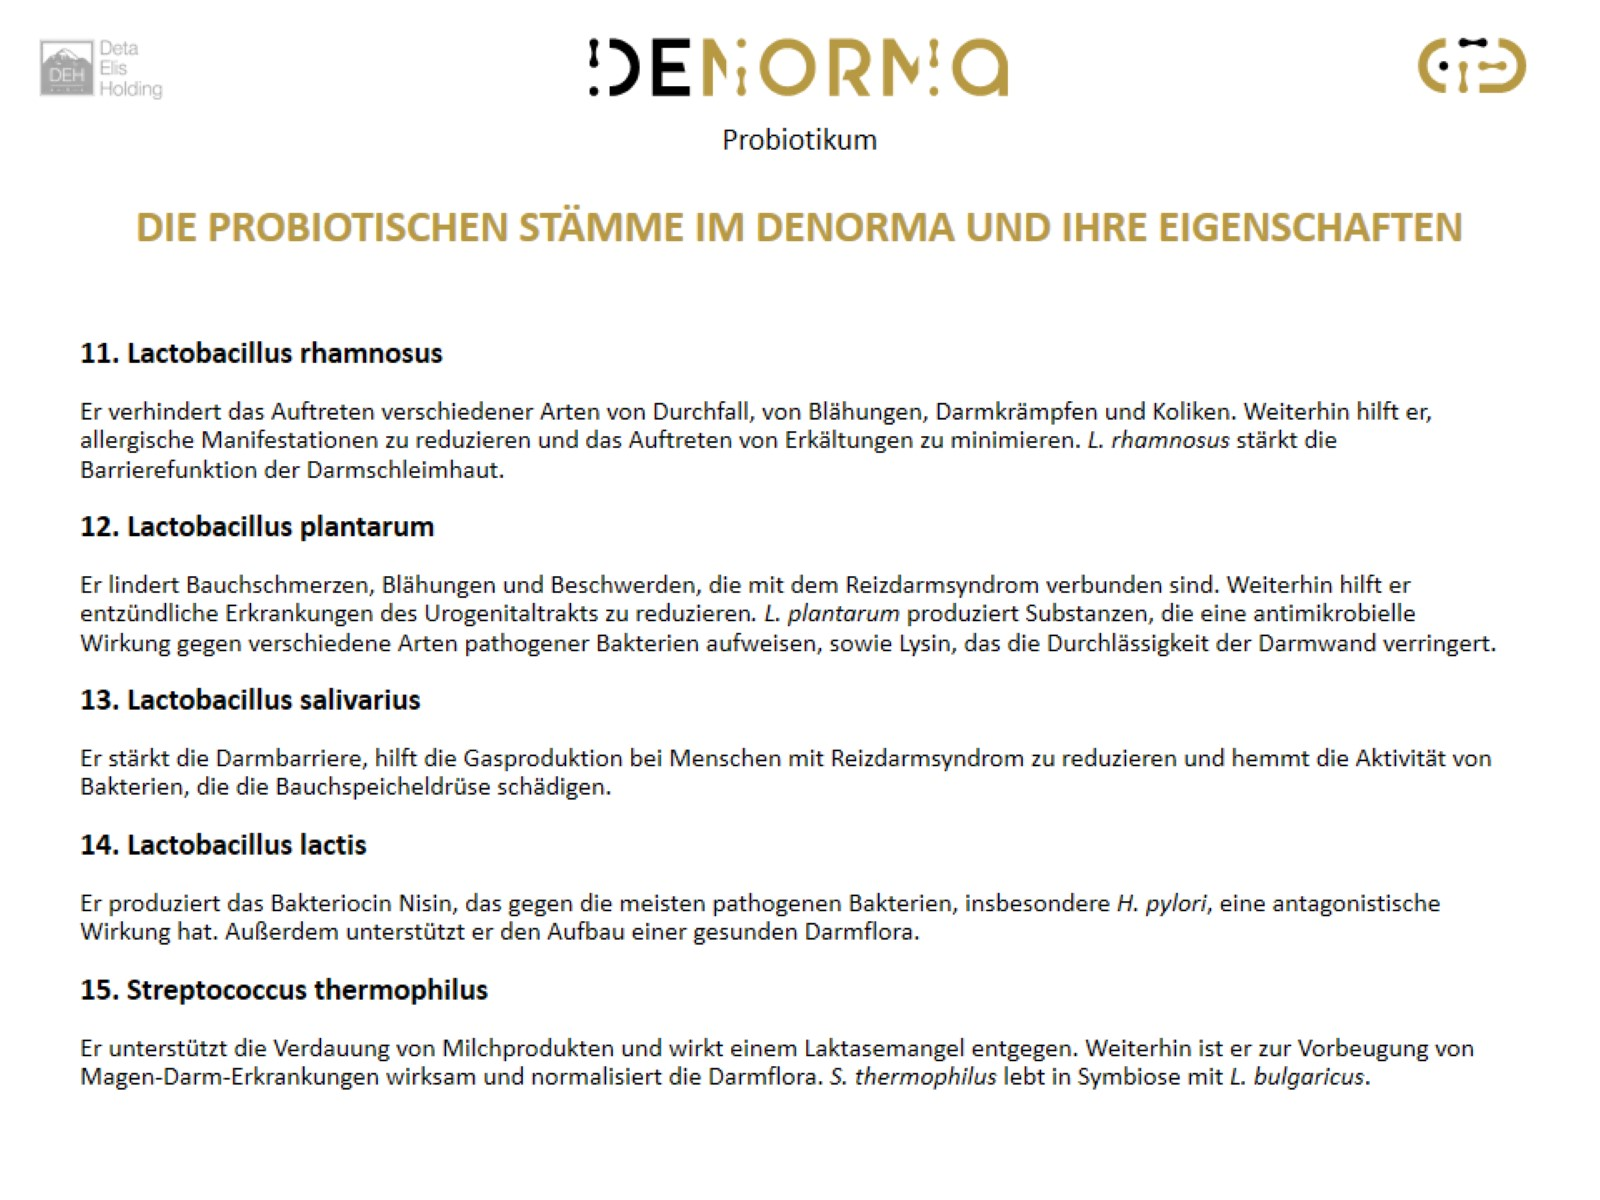 Deta
Elis
Holding
DEH
DENORMA
Probiotikum
DIE PROBIOTISCHEN STÄMME IM DENORMA UND IHRE EIGENSCHAFTEN
11. Lactobacillus rhamnosus
Er verhindert das Auftreten verschiedener Arten von Durchfall, von Blähungen, Darmkrämpfen und Koliken. Weiterhin hilft er,
allergische Manifestationen zu reduzieren und das Auftreten von Erkältungen zu minimieren. L. rhamnosus stärkt die
Barrierefunktion der Darmschleimhaut.
12. Lactobacillus plantarum
Er lindert Bauchschmerzen, Blähungen und Beschwerden, die mit dem Reizdarmsyndrom verbunden sind. Weiterhin hilft er
entzündliche Erkrankungen des Urogenitaltrakts zu reduzieren. L. plantarum produziert Substanzen, die eine antimikrobielle
Wirkung gegen verschiedene Arten pathogener Bakterien aufweisen, sowie Lysin, das die Durchlässigkeit der Darmwand verringert.
13. Lactobacillus salivarius
Er stärkt die Darmbarriere, hilft die Gasproduktion bei Menschen mit Reizdarmsyndrom zu reduzieren und hemmt die Aktivität von
Bakterien, die die Bauchspeicheldrüse schädigen.
14. Lactobacillus lactis
Er produziert das Bakteriocin Nisin, das gegen die meisten pathogenen Bakterien, insbesondere H. pylori, eine antagonistische
Wirkung hat. Außerdem unterstützt er den Aufbau einer gesunden Darmflora.
15. Streptococcus thermophilus
Er unterstützt die Verdauung von Milchprodukten und wirkt einem Laktasemangel entgegen. Weiterhin ist er zur Vorbeugung von
Magen-Darm-Erkrankungen wirksam und normalisiert die Darmflora. S. thermophilus lebt in Symbiose mit L. bulgaricus.